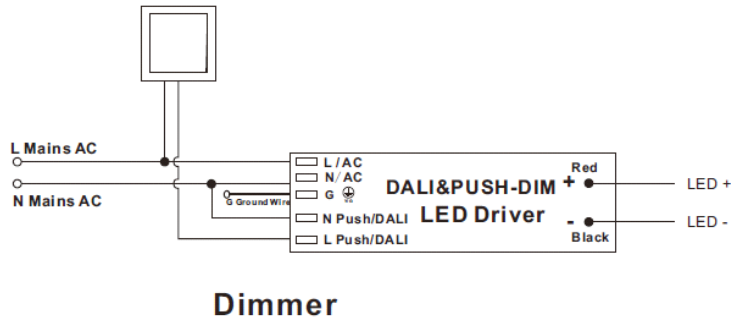 L Mains AC
N Mains AC
G Ground Wire
L / AC
N/ AC
G
N Push/DALI
L Push/DALI
DALI&PUSH-DIM
LED Driver
Red
+
-
Black
LED +
LED -
Dimmer